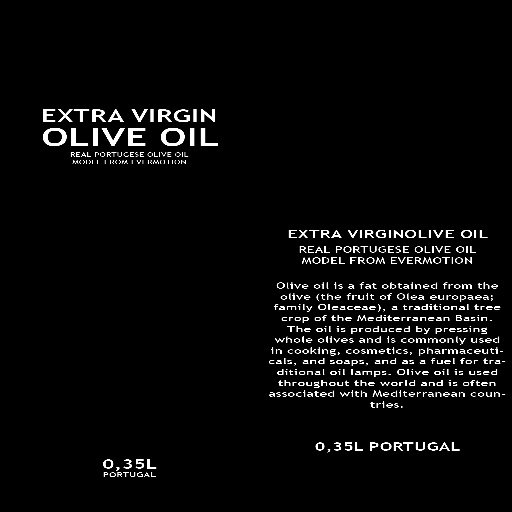 EXTRA VIRGIN
OLIVE OIL
REAL PORTUGESE OLIVE OIL
MODEL FROM EVERMOTION
0,35L
PORTUGAL
EXTRA VIRGINOLIVE OIL
REAL PORTUGESE OLIVE OIL
MODEL FROM EVERMOTION
Olive oil is a fat obtained from the
olive (the fruit of Olea europaea;
family Oleaceae), a traditional tree
crop of the Mediterranean Basin.
The oil is produced by pressing
whole olives and is commonly used
in cooking, cosmetics, pharmaceuti-
cals, and soaps, and as a fuel for tra-
ditional oil lamps. Olive oil is used
throughout the world and is often
associated with Mediterranean coun-
tries.
0,35L PORTUGAL